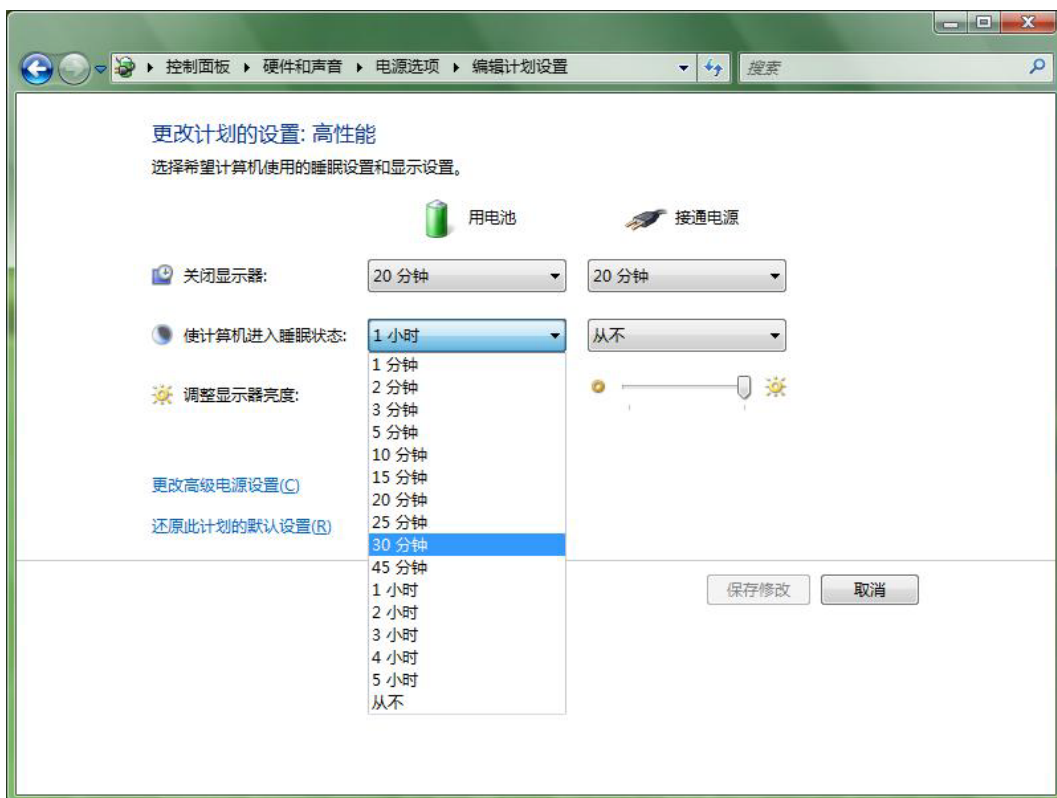 控制面板 硬件和声音 电源选项 编辑计划设置 搜索
更改计划的设置: 高性能
选择希望计算机使用的睡眠设置和显示设置。
用电池 接通电源
关闭显示器: 20 分钟 20 分钟
使计算机进入睡眠状态: 1 小时 从不
1 分钟
调整显示器亮度: 2 分钟
3 分钟
5 分钟
10 分钟
更改高级电源设置(C) 15 分钟
20 分钟
还原此计划的默认设置(R) 25 分钟
30 分钟
45 分钟
1 小时 保存修改 取消
2 小时
3 小时
4 小时
5 小时
从不